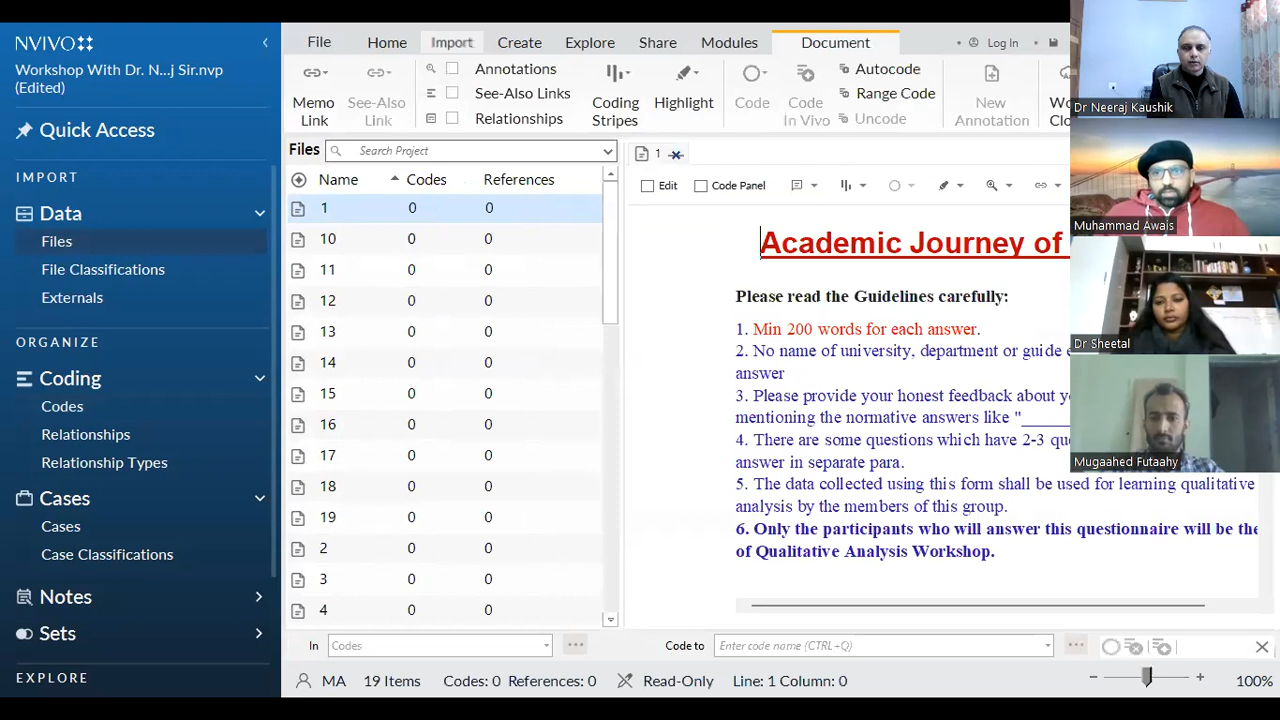 NVIVO
Workshop With Dr. N...j Sir.nvp
(Edited)
Quick Access
IMPORT
Data
Files
File Classifications
Externals
ORGANIZE
Coding
Codes
Relationships
Relationship Types
Cases
Cases
Case Classifications
Notes
Sets
EXPLORE
File Home Import Create Explore Share Modules Document Log In
Memo Link
See-Also Link
Annotations
See-Also Links
Relationships
Coding Stripes
Highlight
Code
Code In Vivo
Autocode
Range Code
Uncode
New Annotation
Files Search Project
Name Codes References
1 0 0
10 0 0
11 0 0
12 0 0
13 0 0
14 0 0
15 0 0
16 0 0
17 0 0
18 0 0
19 0 0
2 0 0
3 0 0
4 0 0
1
Edit Code Panel
Academic Journey of
Please read the Guidelines carefully:
1. Min 200 words for each answer.
2. No name of university, department or guide
answer
3. Please provide your honest feedback about
mentioning the normative answers like "______
4. There are some questions which have 2-3
answer in separate para.
5. The data collected using this form shall be used for learning qualitative
analysis by the members of this group.
6. Only the participants who will answer this questionnaire will be the
of Qualitative Analysis Workshop.
In Codes Code to Enter code name (CTRL+Q)
MA 19 Items Codes: 0 References: 0 Read-Only Line: 1 Column: 0 100%
Dr Neeraj Kaushik
Muhammad Awais
Dr Sheetal
Mugaahed Futaahy